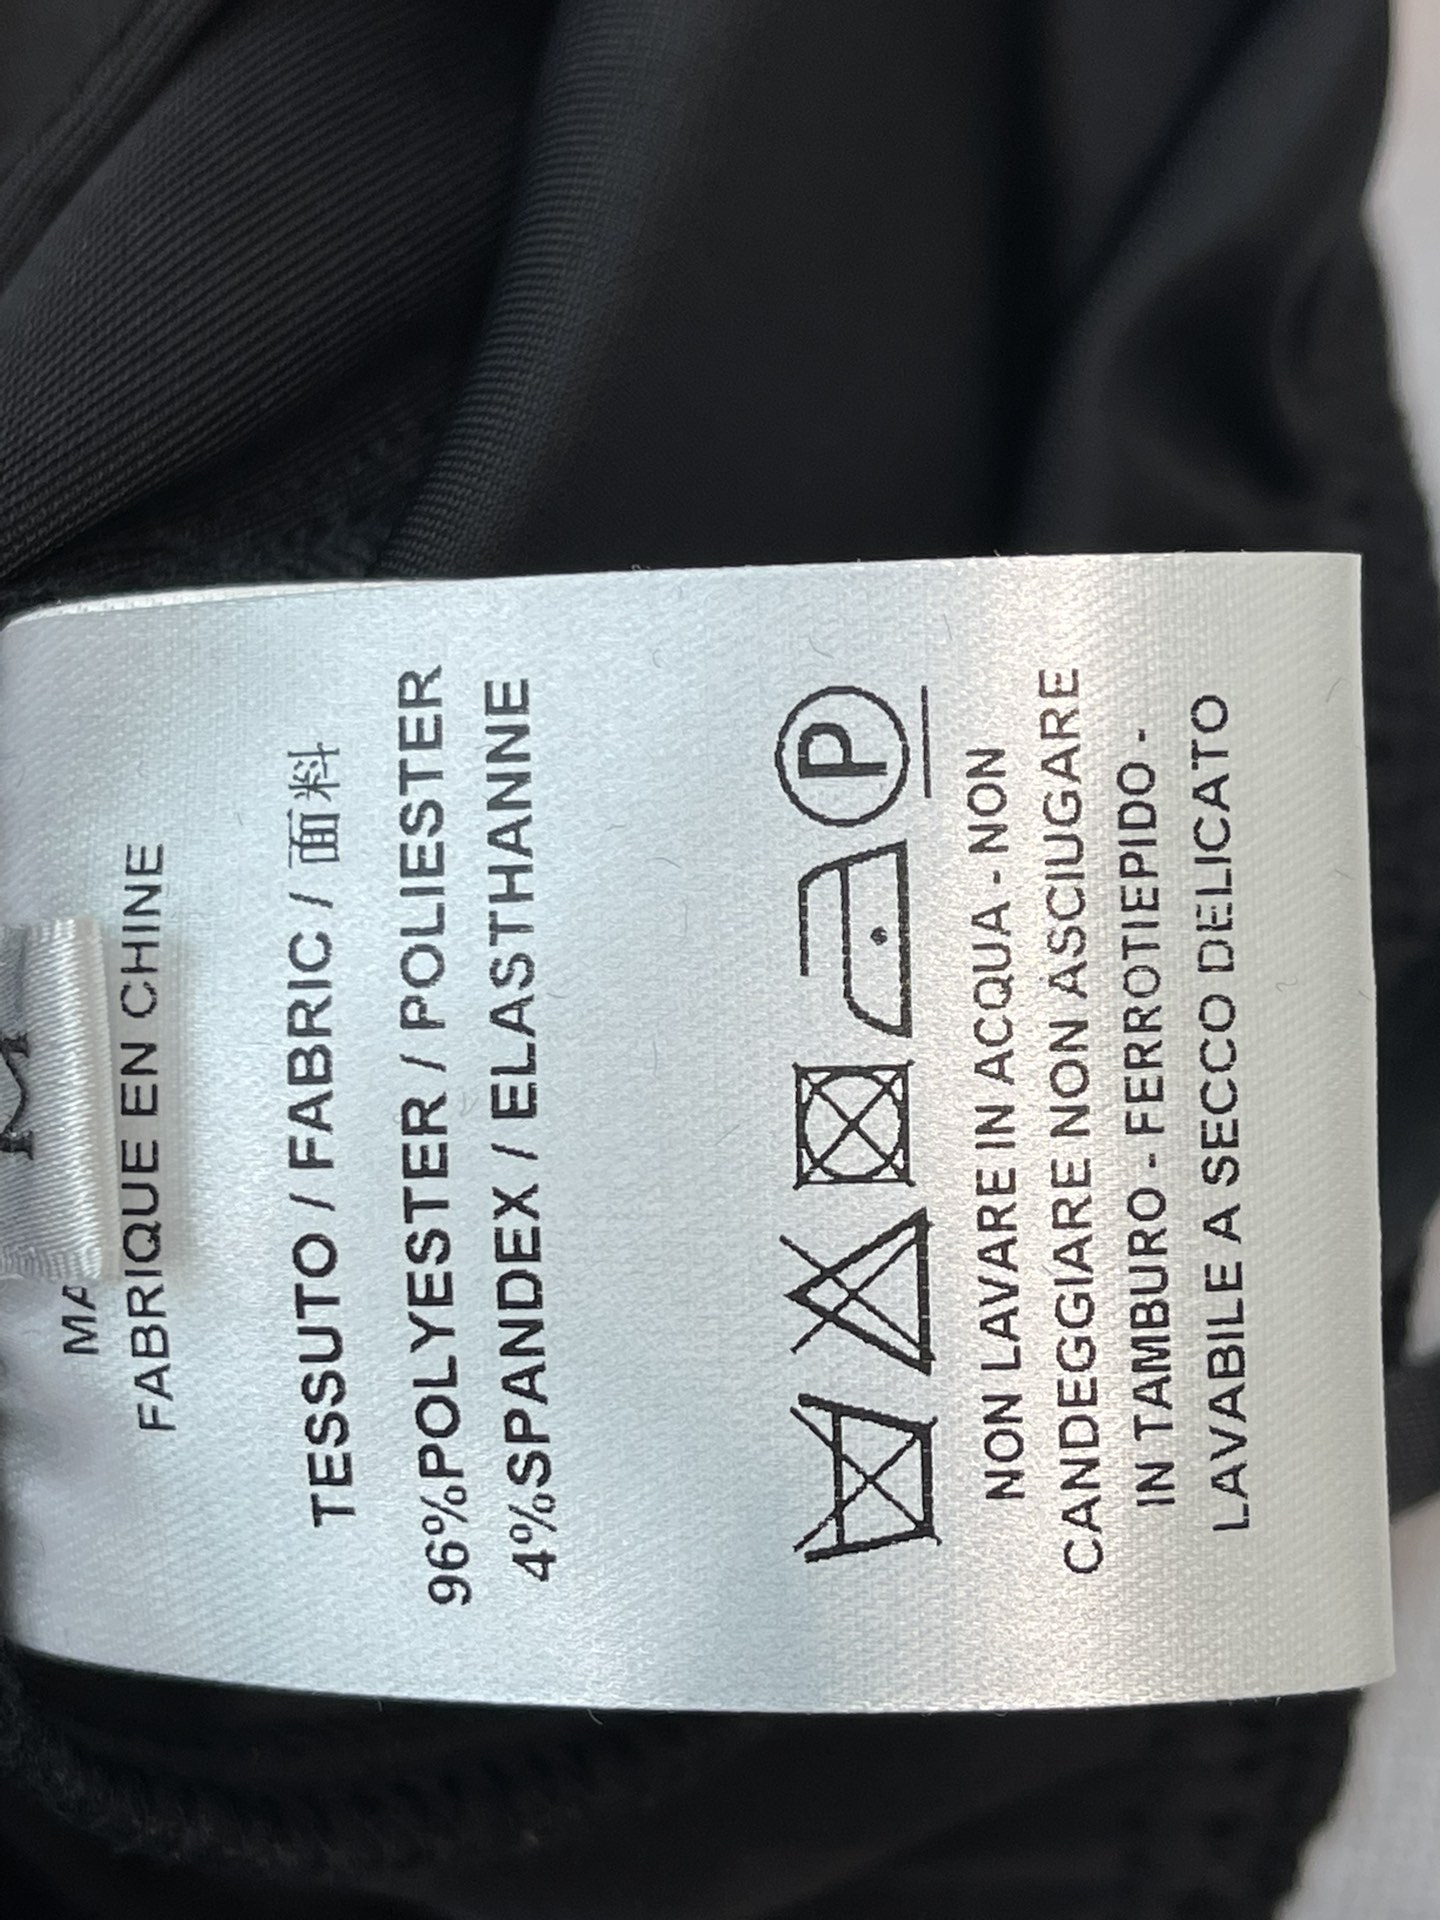 M
MA
FABRIQUE EN CHINE
TESSUTO / FABRIC / 面料
96%POLYESTER / POLIESTER
4%SPANDEX / ELASTHANNE
P
NON LAVARE IN ACQUA - NON
CANDEGGIARE NON ASCIUGARE
IN TAMBURO - FERROTIEPIDO -
LAVABILE A SECCO DELICATO